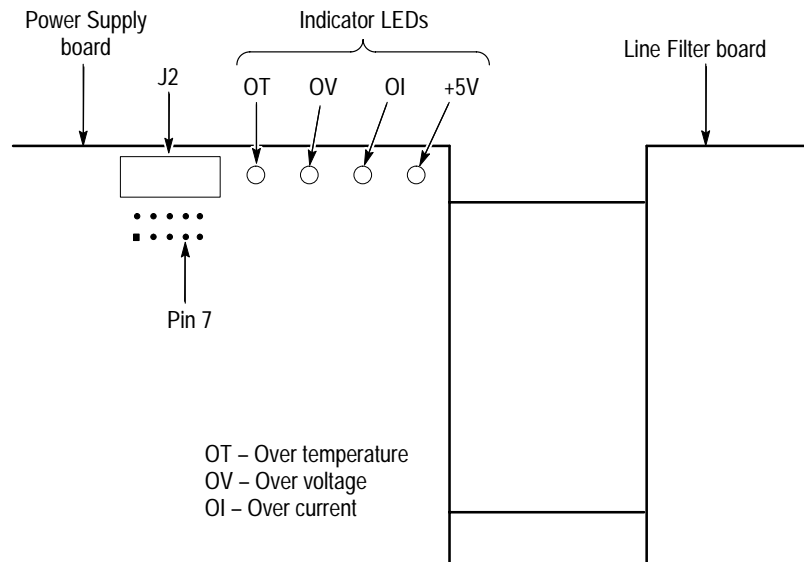 Power Supply
board
Indicator LEDs
Line Filter board
J2
OT OV OI +5V
Pin 7
OT – Over temperature
OV – Over voltage
OI – Over current